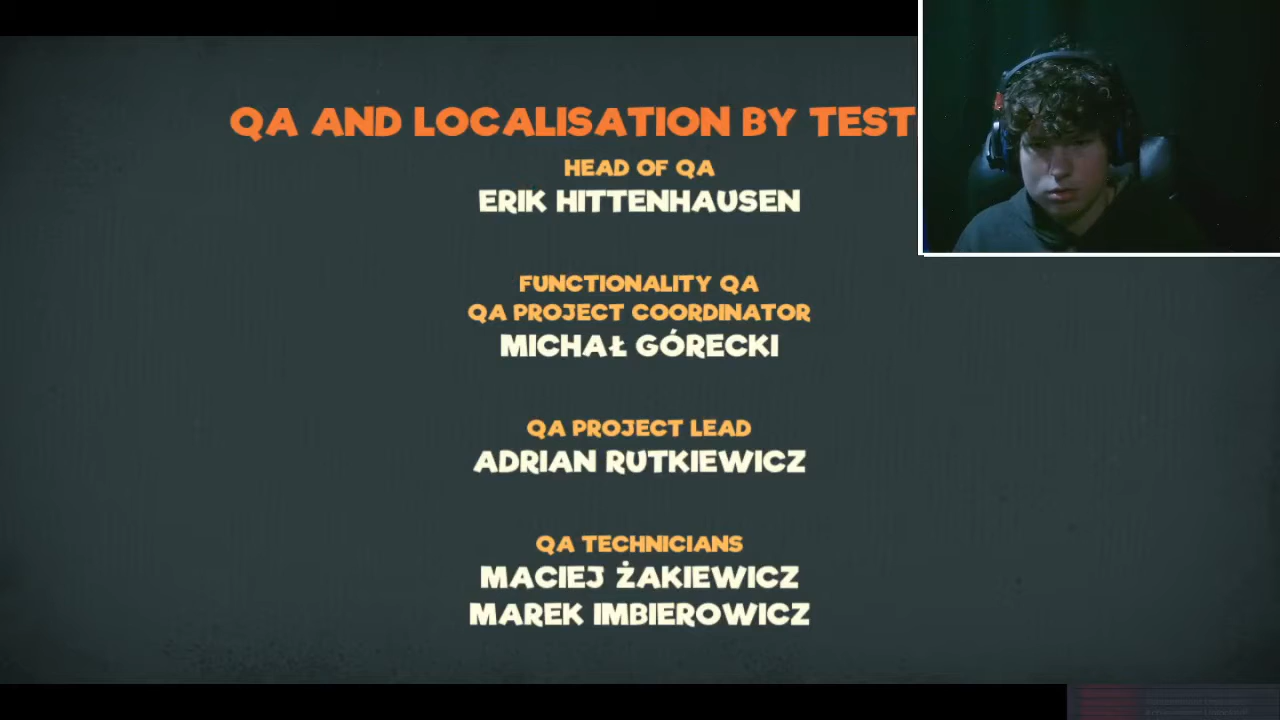 QA AND LOCALISATION BY TEST
HEAD OF QA
ERIK HITTENHAUSEN
FUNCTIONALITY QA
QA PROJECT COORDINATOR
MICHAŁ GÓRECKI
QA PROJECT LEAD
ADRIAN RUTKIEWICZ
QA TECHNICIANS
MACIEJ ŻAKIEWICZ
MAREK IMBIEROWICZ